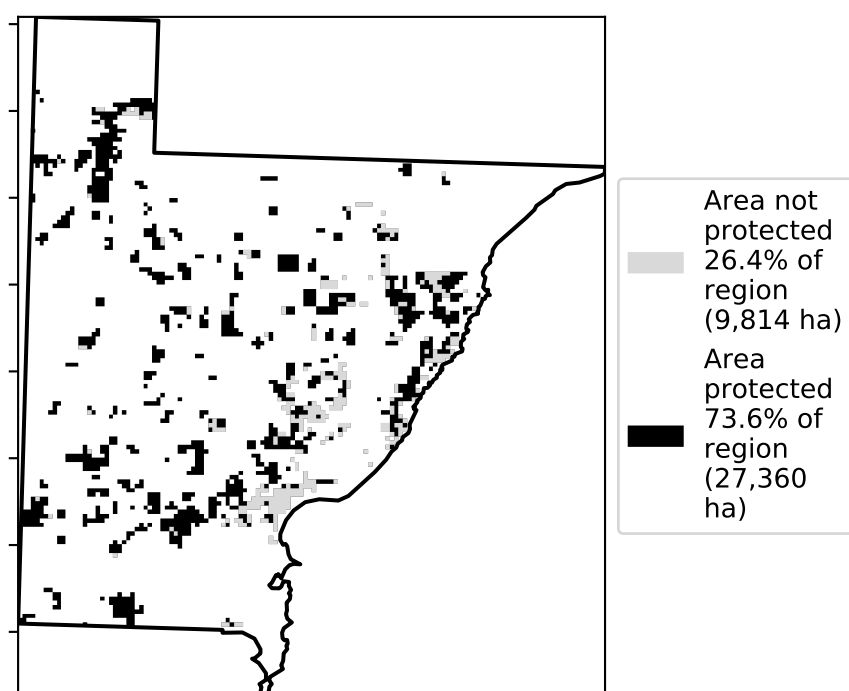 Area not
protected
26.4% of
region
(9,814 ha)
Area
protected
73.6% of
region
(27,360
ha)